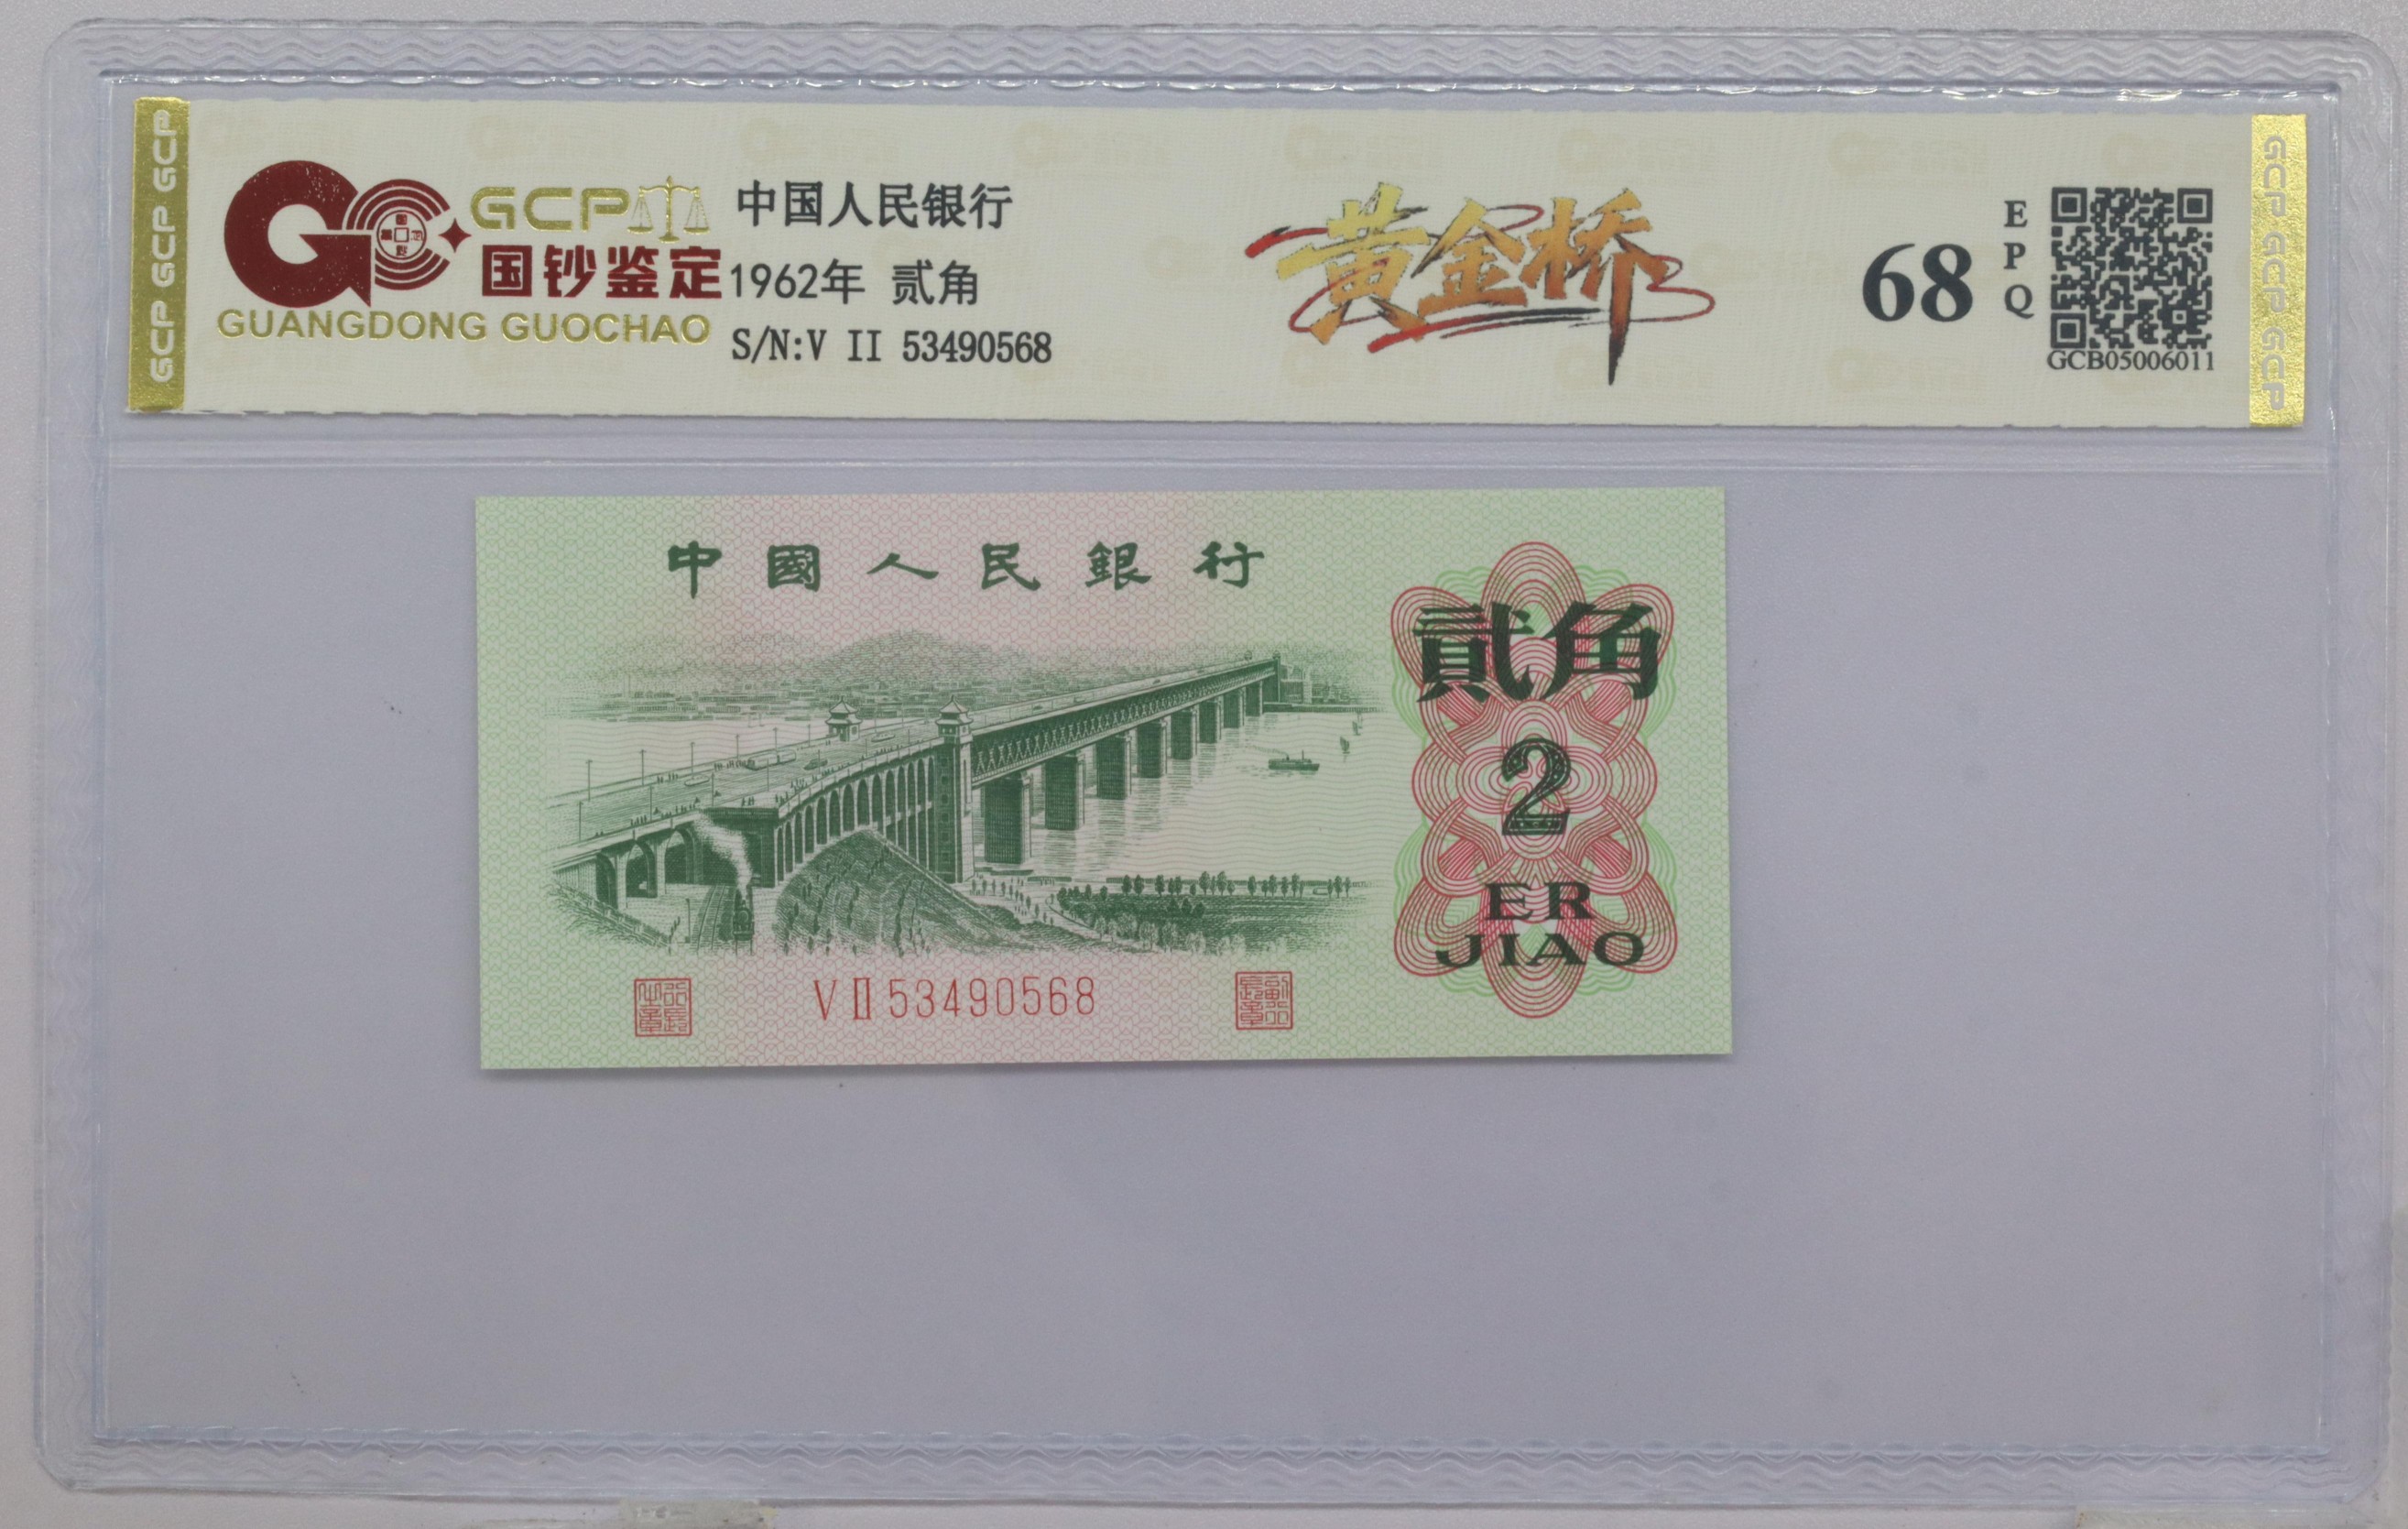 GCP GCP GCP
GCP
国钞鉴定
GUANGDONG GUOCHAO
中国人民银行
1962年 贰角
S/N:V II 53490568
黄金桥
68
EPQ
GCB05006011
GCP GCP GCP
中國人民銀行
貳角
2
ER
JIAO
V II 53490568